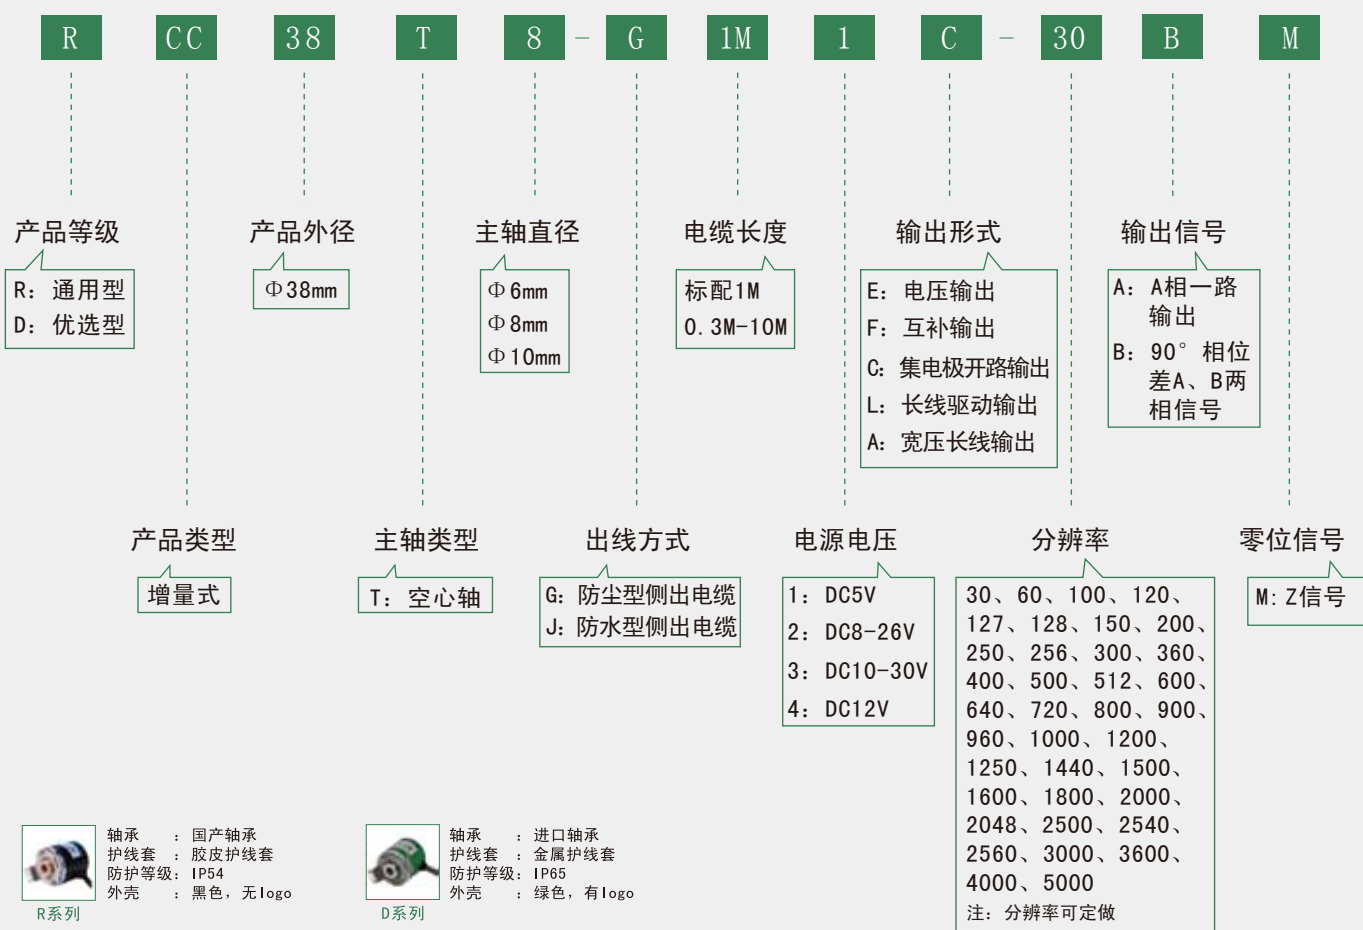 R CC 38 T 8 - G 1M 1 C - 30 B M
产品等级
R: 通用型
D: 优选型
产品外径
Φ38mm
主轴直径
Φ6mm
Φ8mm
Φ10mm
电缆长度
标配1M
0.3M-10M
输出形式
E: 电压输出
F: 互补输出
C: 集电极开路输出
L: 长线驱动输出
A: 宽压长线输出
输出信号
A: A相一路
输出
B: 90° 相位
差A、B两
相信号
产品类型
增量式
主轴类型
T: 空心轴
出线方式
G: 防尘型侧出电缆
J: 防水型侧出电缆
电源电压
1: DC5V
2: DC8-26V
3: DC10-30V
4: DC12V
分辨率
30、60、100、120、
127、128、150、200、
250、256、300、360、
400、500、512、600、
640、720、800、900、
960、1000、1200、
1250、1440、1500、
1600、1800、2000、
2048、2500、2540、
2560、3000、3600、
4000、5000
注: 分辨率可定做
零位信号
M: Z信号
轴承 : 国产轴承
护线套 : 胶皮护线套
防护等级: IP54
外壳 : 黑色, 无logo
R系列
轴承 : 进口轴承
护线套 : 金属护线套
防护等级: IP65
外壳 : 绿色, 有logo
D系列